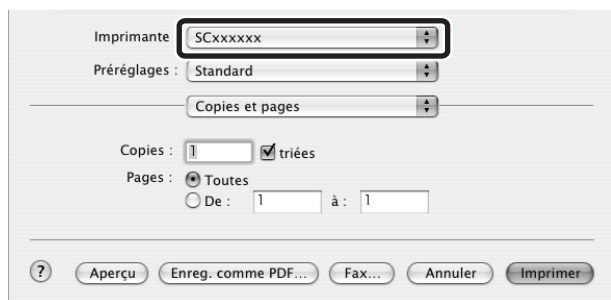 Imprimante SCxxxxxx
Préréglages : Standard
Copies et pages
Copies : 1 triées
Pages : Toutes
De : 1 à : 1
? Aperçu Enreg. comme PDF... Fax... Annuler Imprimer